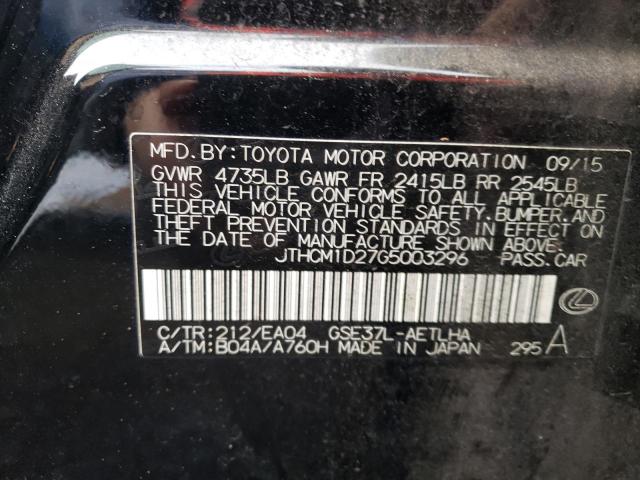 MFD. BY: TOYOTA MOTOR CORPORATION 09/15
GVWR 4735LB GAWR FR 2415LB RR 2545LB
THIS VEHICLE CONFORMS TO ALL APPLICABLE
FEDERAL MOTOR VEHICLE SAFETY, BUMPER, AND
THEFT PREVENTION STANDARDS IN EFFECT ON
THE DATE OF MANUFACTURE SHOWN ABOVE.
JTHCM1D27G5003296 PASS. CAR
C/TR: 212/EA04 GSE37L-AETLHA
A/TM: B04A/A760H MADE IN JAPAN 295 A